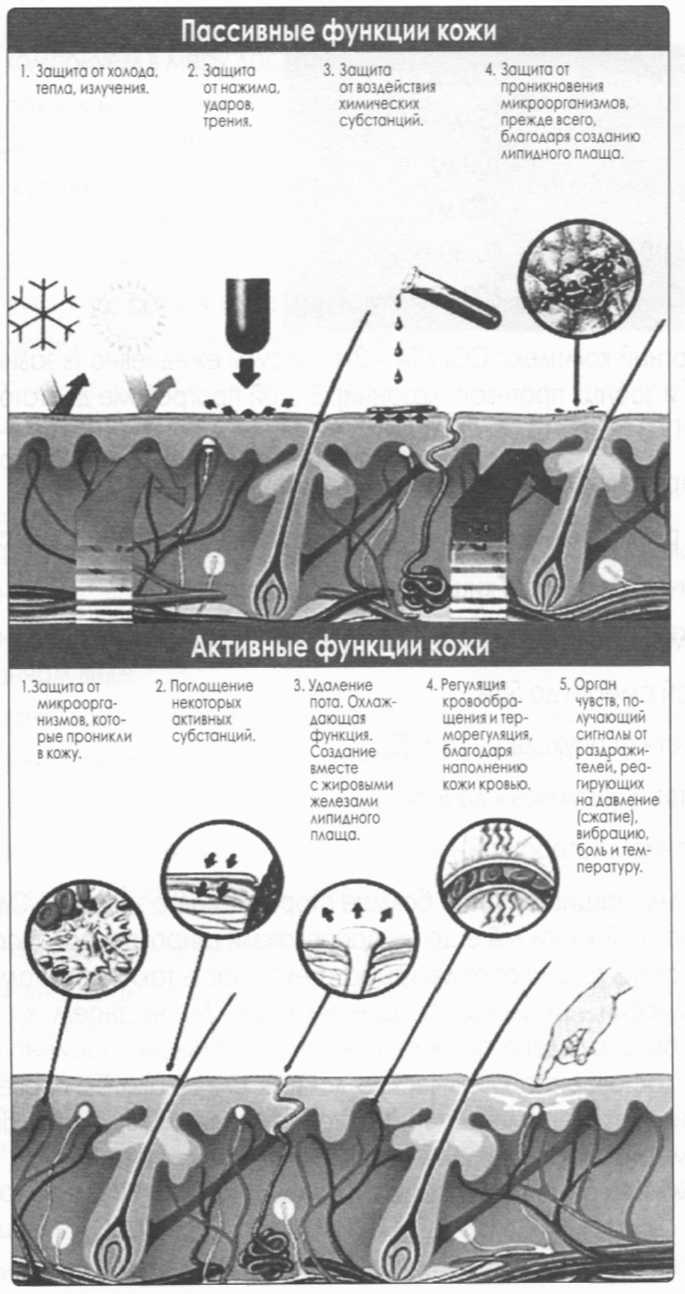 Пассивные функции кожи
1. Защита от холода,
тепла, излучения.
2. Защита
от нажима,
ударов,
трения.
3. Защита
от воздействия
химических
субстанций.
4. Защита от
проникновения
микроорганизмов,
прежде всего,
благодаря созданию
липидного плаща.
Активные функции кожи
1.Защита от
микроорга-
низмов, кото-
рые проникли
в кожу.
2. Поглощение
некоторых
активных
субстанций.
3. Удаление
пота. Охлаж-
дающая
функция.
Создание
вместе
с жировыми
железами
липидного
плаща.
4. Регуляция
кровообра-
щения и тер-
морегуляция,
благодаря
наполнению
кожи кровью.
5. Орган
чувств, по-
лучающий
сигналы от
раздражи-
телей, реа-
гирующих
на давление
(сжатие),
вибрацию,
боль и тем-
пературу.